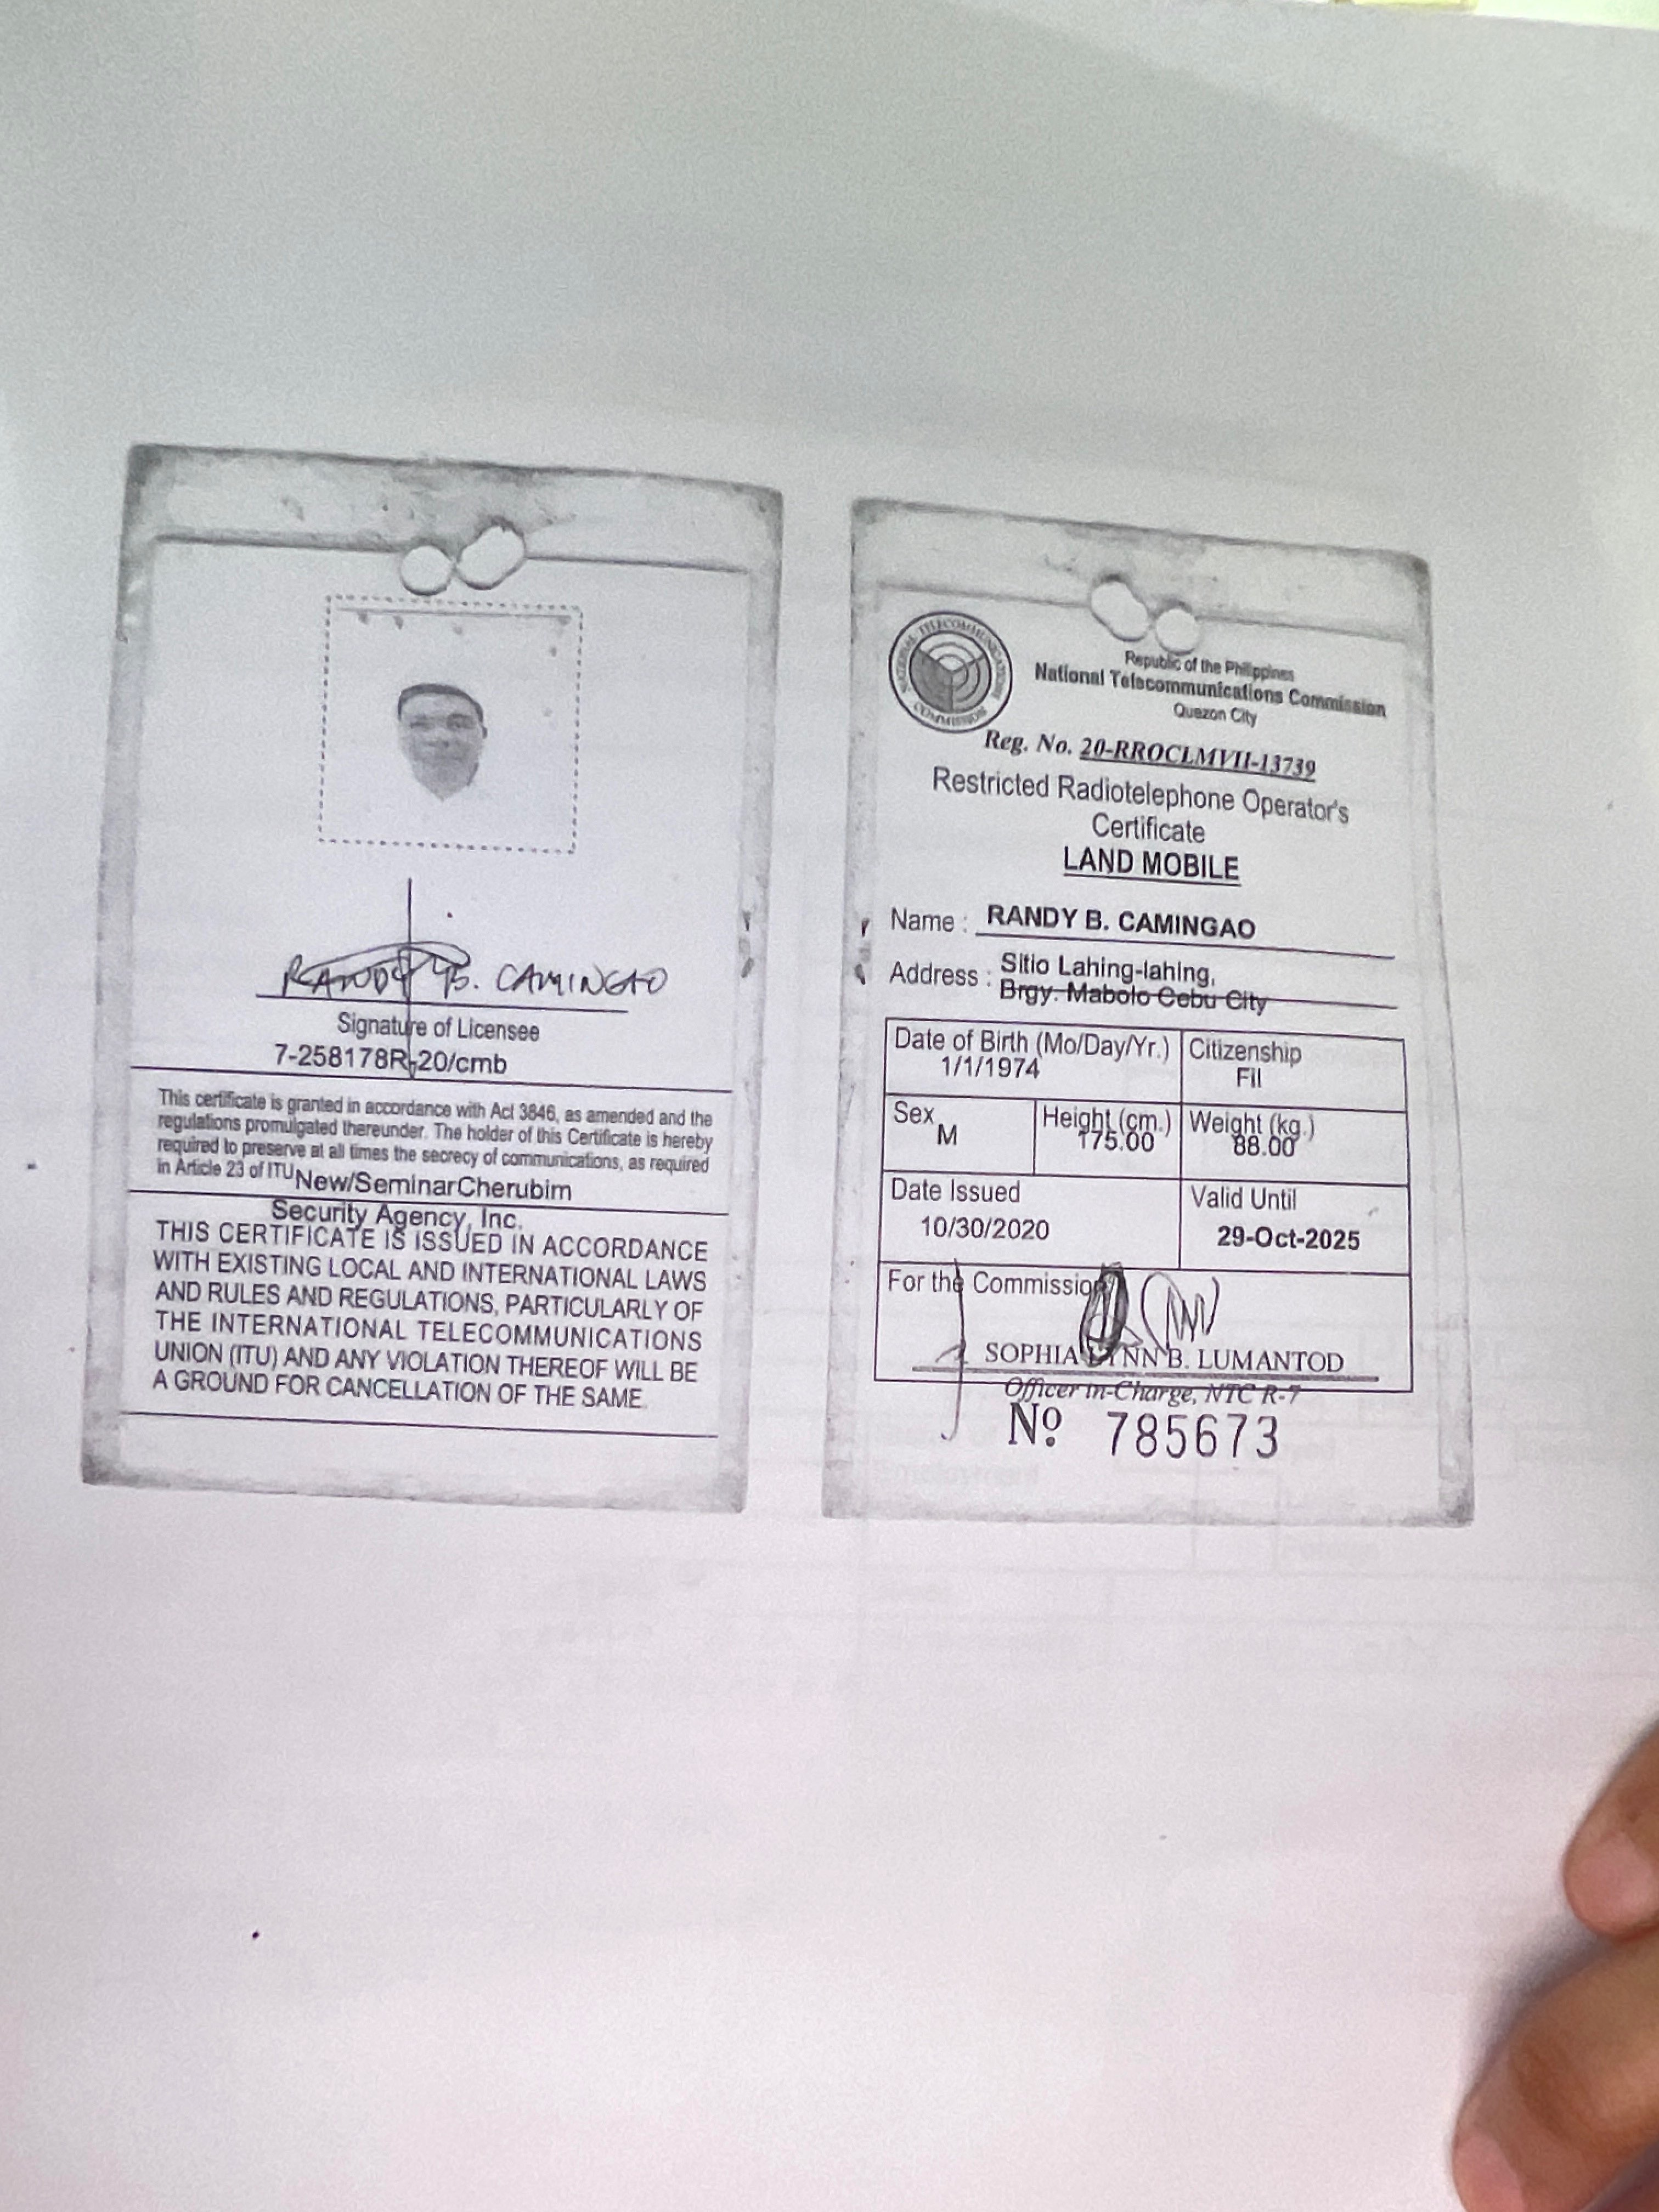 RANDY B. CAMINGAO
Signature of Licensee
7-258178R-20/cmb
This certificate is granted in accordance with Act 3846, as amended and the
regulations promulgated thereunder. The holder of this Certificate is hereby
required to preserve at all times the secrecy of communications, as required
in Article 23 of ITU New/SeminarCherubim
Security Agency, Inc.
THIS CERTIFICATE IS ISSUED IN ACCORDANCE
WITH EXISTING LOCAL AND INTERNATIONAL LAWS
AND RULES AND REGULATIONS, PARTICULARLY OF
THE INTERNATIONAL TELECOMMUNICATIONS
UNION (ITU) AND ANY VIOLATION THEREOF WILL BE
A GROUND FOR CANCELLATION OF THE SAME.
NATIONAL TELECOMMUNICATIONS COMMISSION
Republic of the Philippines
National Telecommunications Commission
Quezon City
Reg. No. 20-RROCLMVII-13739
Restricted Radiotelephone Operator's
Certificate
LAND MOBILE
Name : RANDY B. CAMINGAO
Address : Sitio Lahing-lahing,
Brgy. Mabolo Cebu City
Date of Birth (Mo/Day/Yr.) Citizenship
1/1/1974 Fil
Sex Height (cm.) Weight (kg.)
M 175.00 88.00
Date Issued Valid Until
10/30/2020 29-Oct-2025
For the Commission
SOPHIA LYNN B. LUMANTOD
Officer in-Charge, NTC R-7
Nº 785673